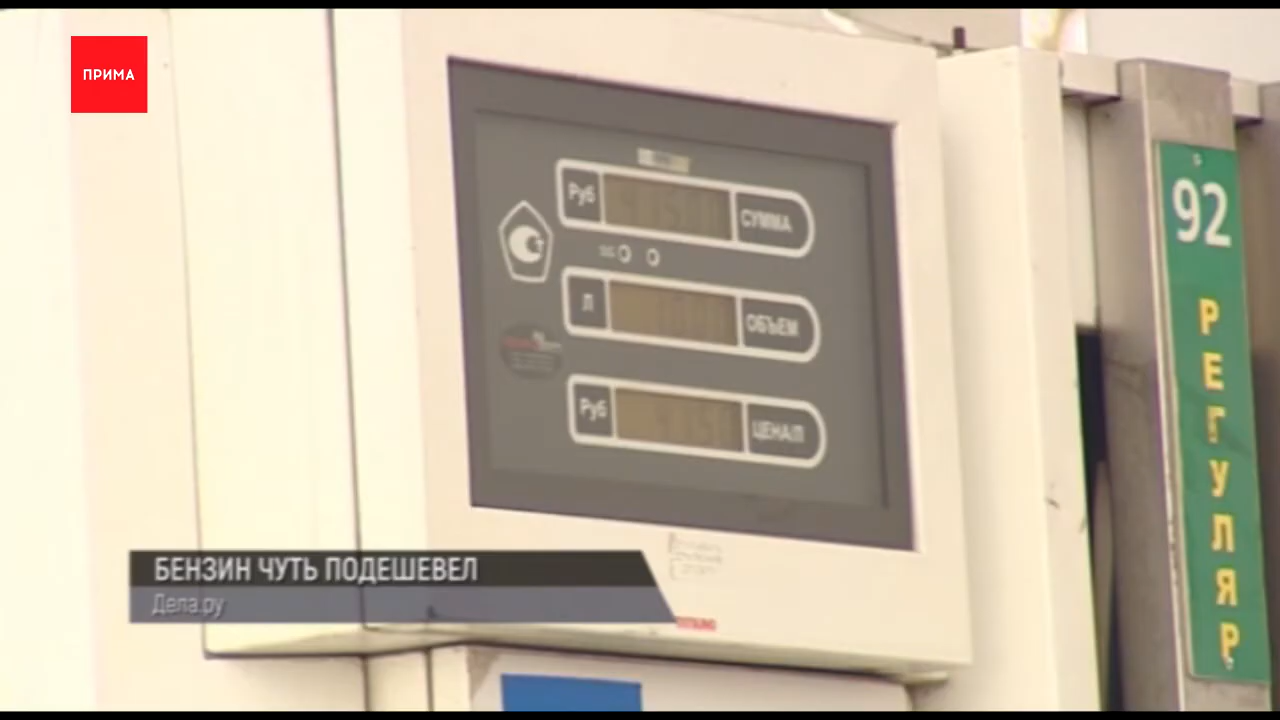 ПРИМА
Руб
СУММА
Л
ОБЪЕМ
Руб
ЦЕНА/Л
92
РЕГУЛЯР
БЕНЗИН ЧУТЬ ПОДЕШЕВЕЛ
Дела.ру